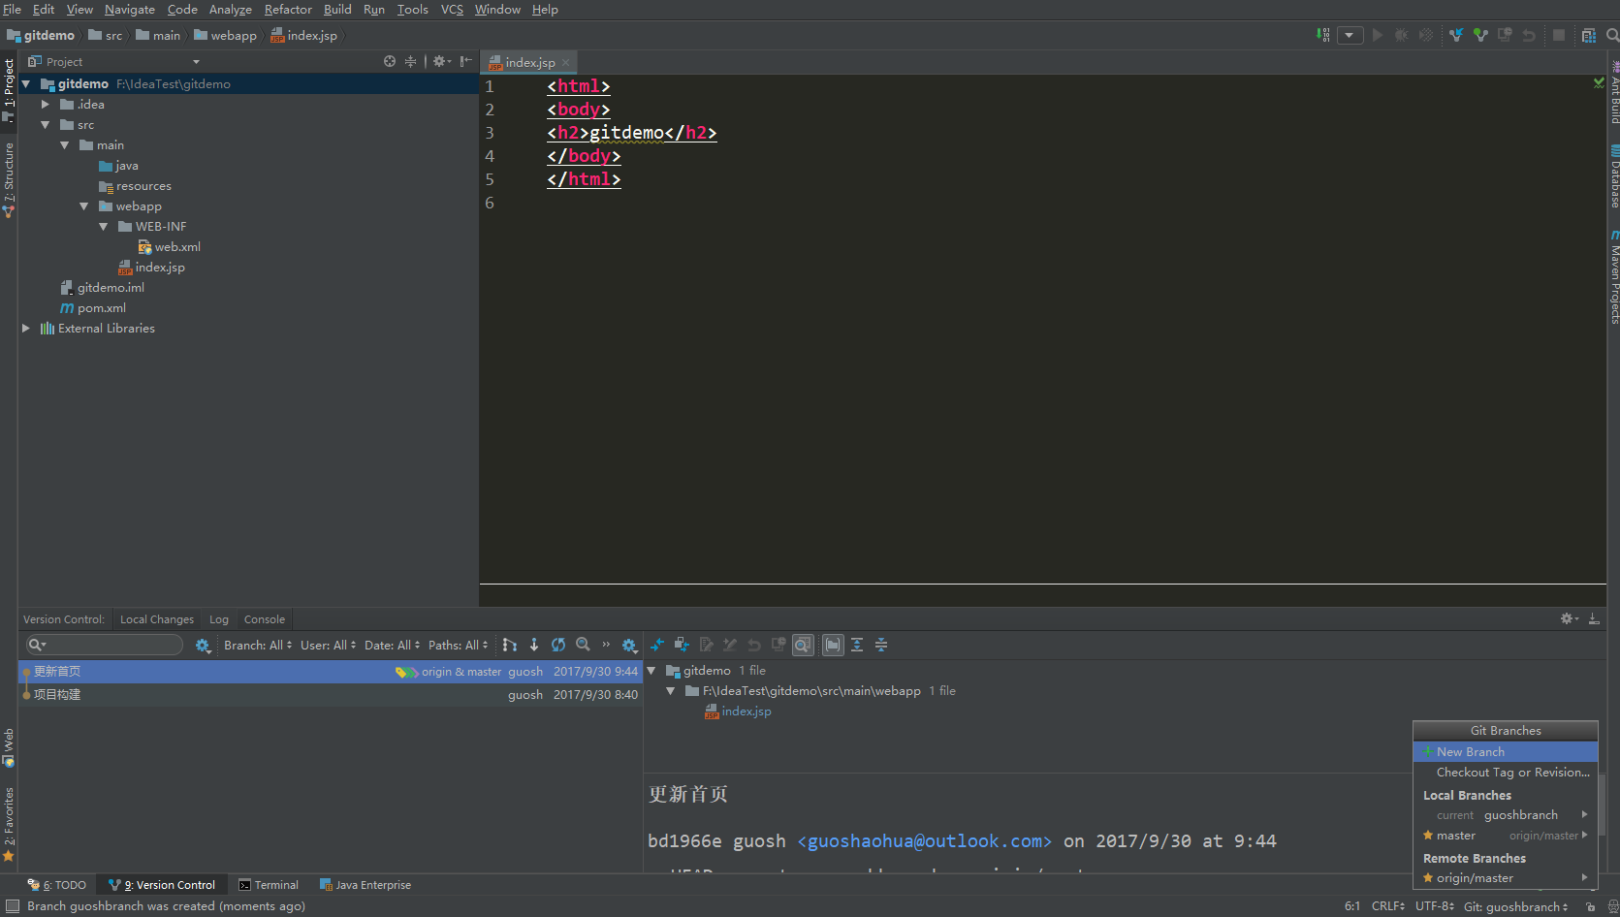 File Edit View Navigate Code Analyze Refactor Build Run Tools VCS Window Help
gitdemo src main webapp index.jsp
1: Project
7: Structure
Web
2: Favorites
Project
gitdemo F:\IdeaTest\gitdemo
.idea
src
main
java
resources
webapp
WEB-INF
web.xml
index.jsp
gitdemo.iml
pom.xml
External Libraries
index.jsp
1 <html>
2 <body>
3 <h2>gitdemo</h2>
4 </body>
5 </html>
6
Ant Build
Database
Maven Projects
Version Control: Local Changes Log Console
Branch: All User: All Date: All Paths: All
更新首页 origin & master guosh 2017/9/30 9:44
项目构建 guosh 2017/9/30 8:40
gitdemo 1 file
F:\IdeaTest\gitdemo\src\main\webapp 1 file
index.jsp
更新首页
bd1966e guosh <guoshaohua@outlook.com> on 2017/9/30 at 9:44
Git Branches
New Branch
Checkout Tag or Revision...
Local Branches
current guoshbranch
master origin/master
Remote Branches
origin/master
6: TODO 9: Version Control Terminal Java Enterprise
Branch guoshbranch was created (moments ago) 6:1 CRLF UTF-8 Git: guoshbranch